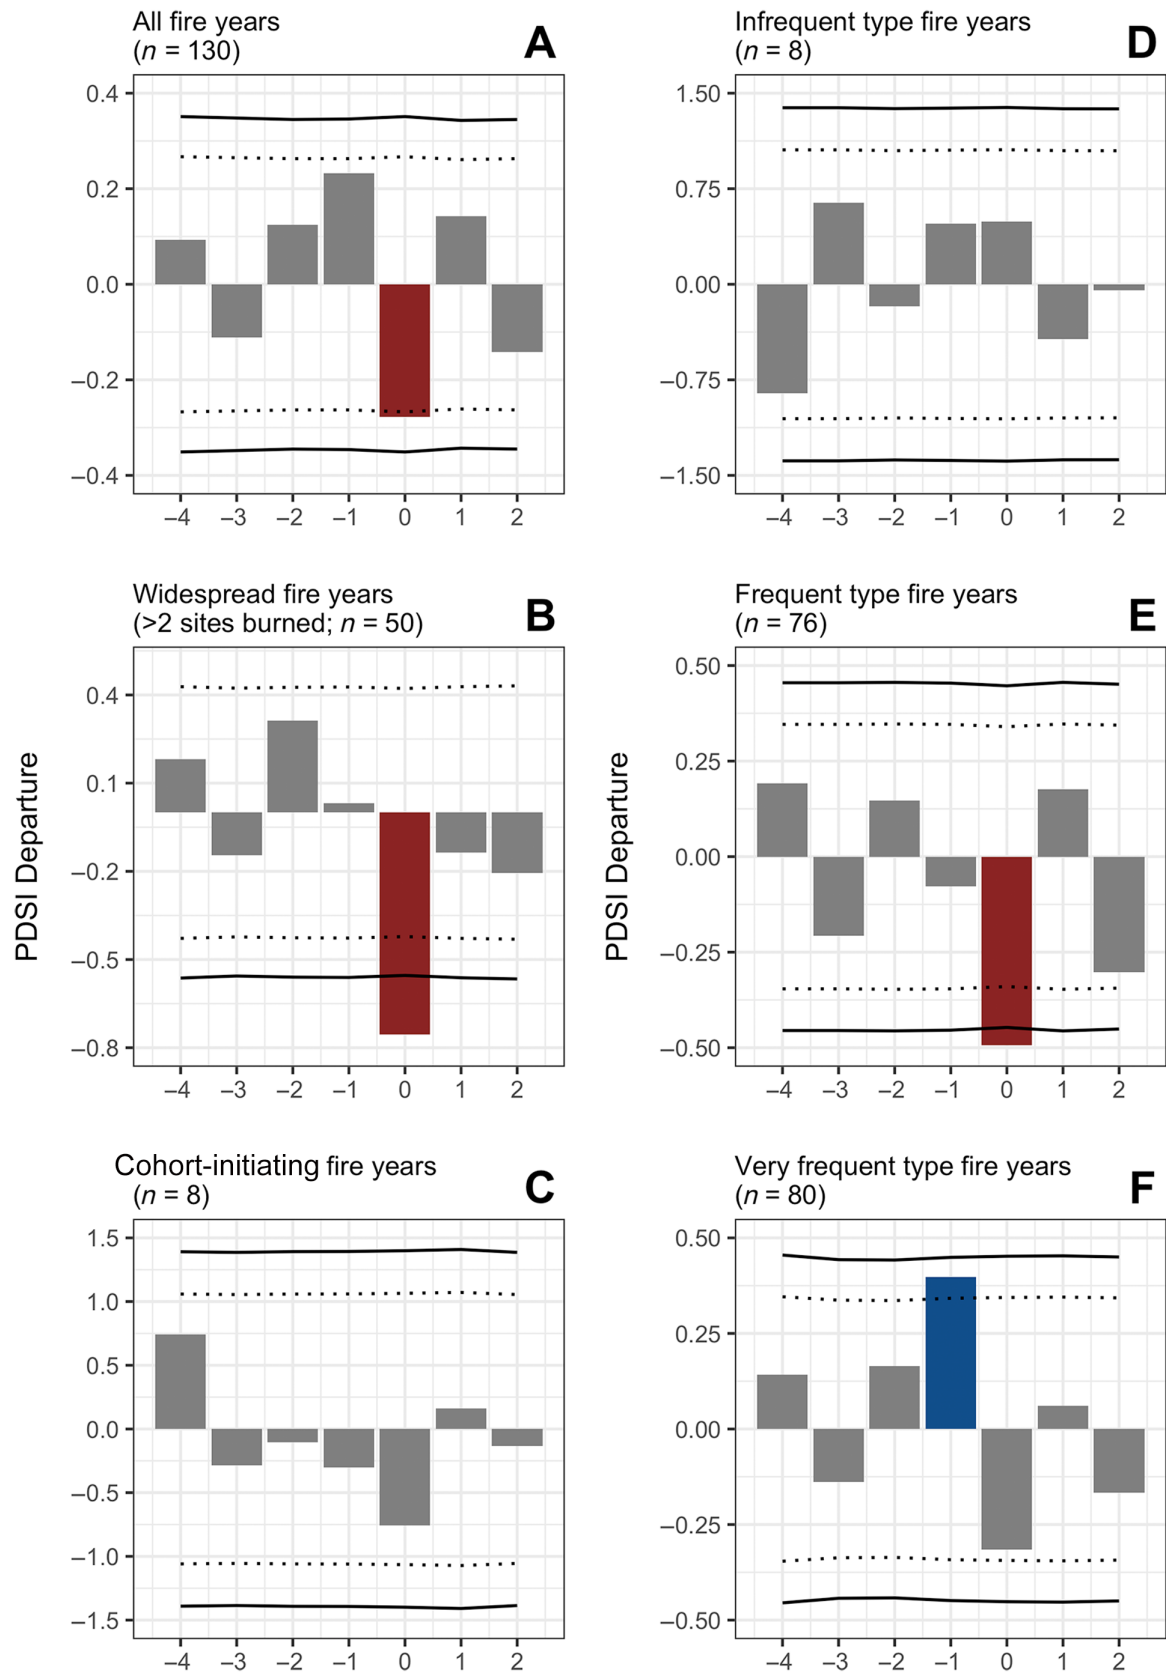 All fire years
(n = 130)
A
0.4
0.2
0.0
−0.2
−0.4
−4 −3 −2 −1 0 1 2
Infrequent type fire years
(n = 8)
D
1.50
0.75
0.00
−0.75
−1.50
−4 −3 −2 −1 0 1 2
Widespread fire years
(>2 sites burned; n = 50)
B
PDSI Departure
0.4
0.1
−0.2
−0.5
−0.8
−4 −3 −2 −1 0 1 2
Frequent type fire years
(n = 76)
E
PDSI Departure
0.50
0.25
0.00
−0.25
−0.50
−4 −3 −2 −1 0 1 2
Cohort-initiating fire years
(n = 8)
C
1.5
1.0
0.5
0.0
−0.5
−1.0
−1.5
−4 −3 −2 −1 0 1 2
Very frequent type fire years
(n = 80)
F
0.50
0.25
0.00
−0.25
−0.50
−4 −3 −2 −1 0 1 2